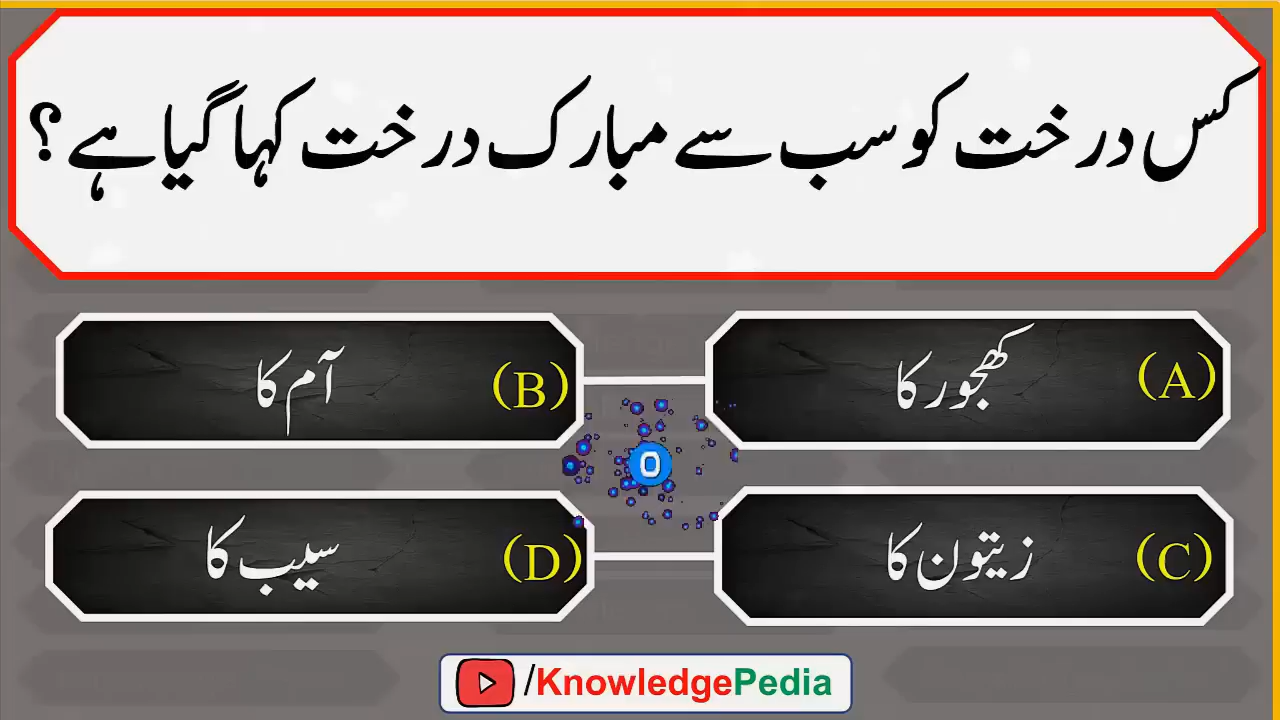 کس درخت کو سب سے مبارک درخت کہا گیا ہے؟
(A) کھجور کا
(B) آم کا
(C) زیتون کا
(D) سیب کا
0
/KnowledgePedia